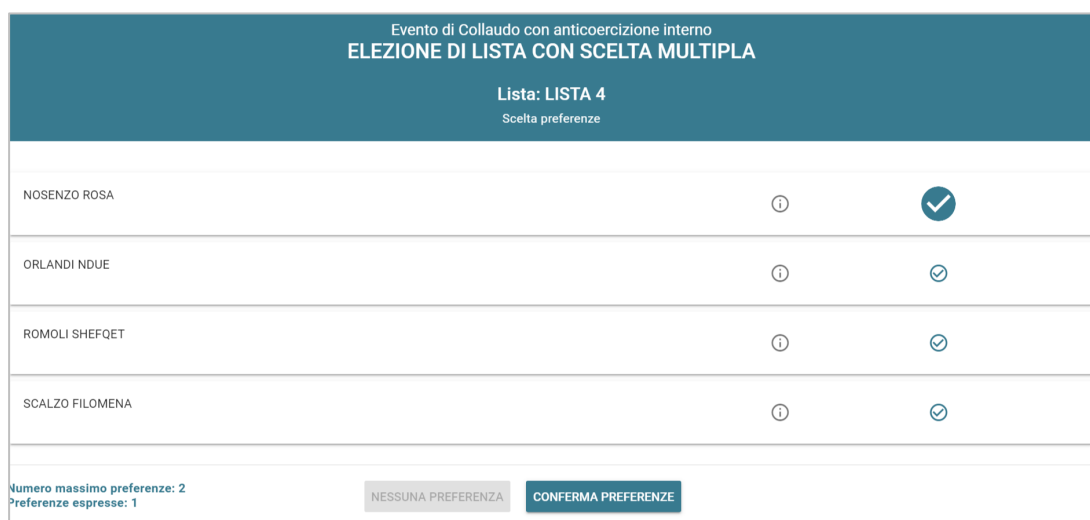 Evento di Collaudo con anticoercizione interno
ELEZIONE DI LISTA CON SCELTA MULTIPLA
Lista: LISTA 4
Scelta preferenze
NOSENZO ROSA
ORLANDI NDUE
ROMOLI SHEFQET
SCALZO FILOMENA
Numero massimo preferenze: 2
Preferenze espresse: 1
NESSUNA PREFERENZA
CONFERMA PREFERENZE